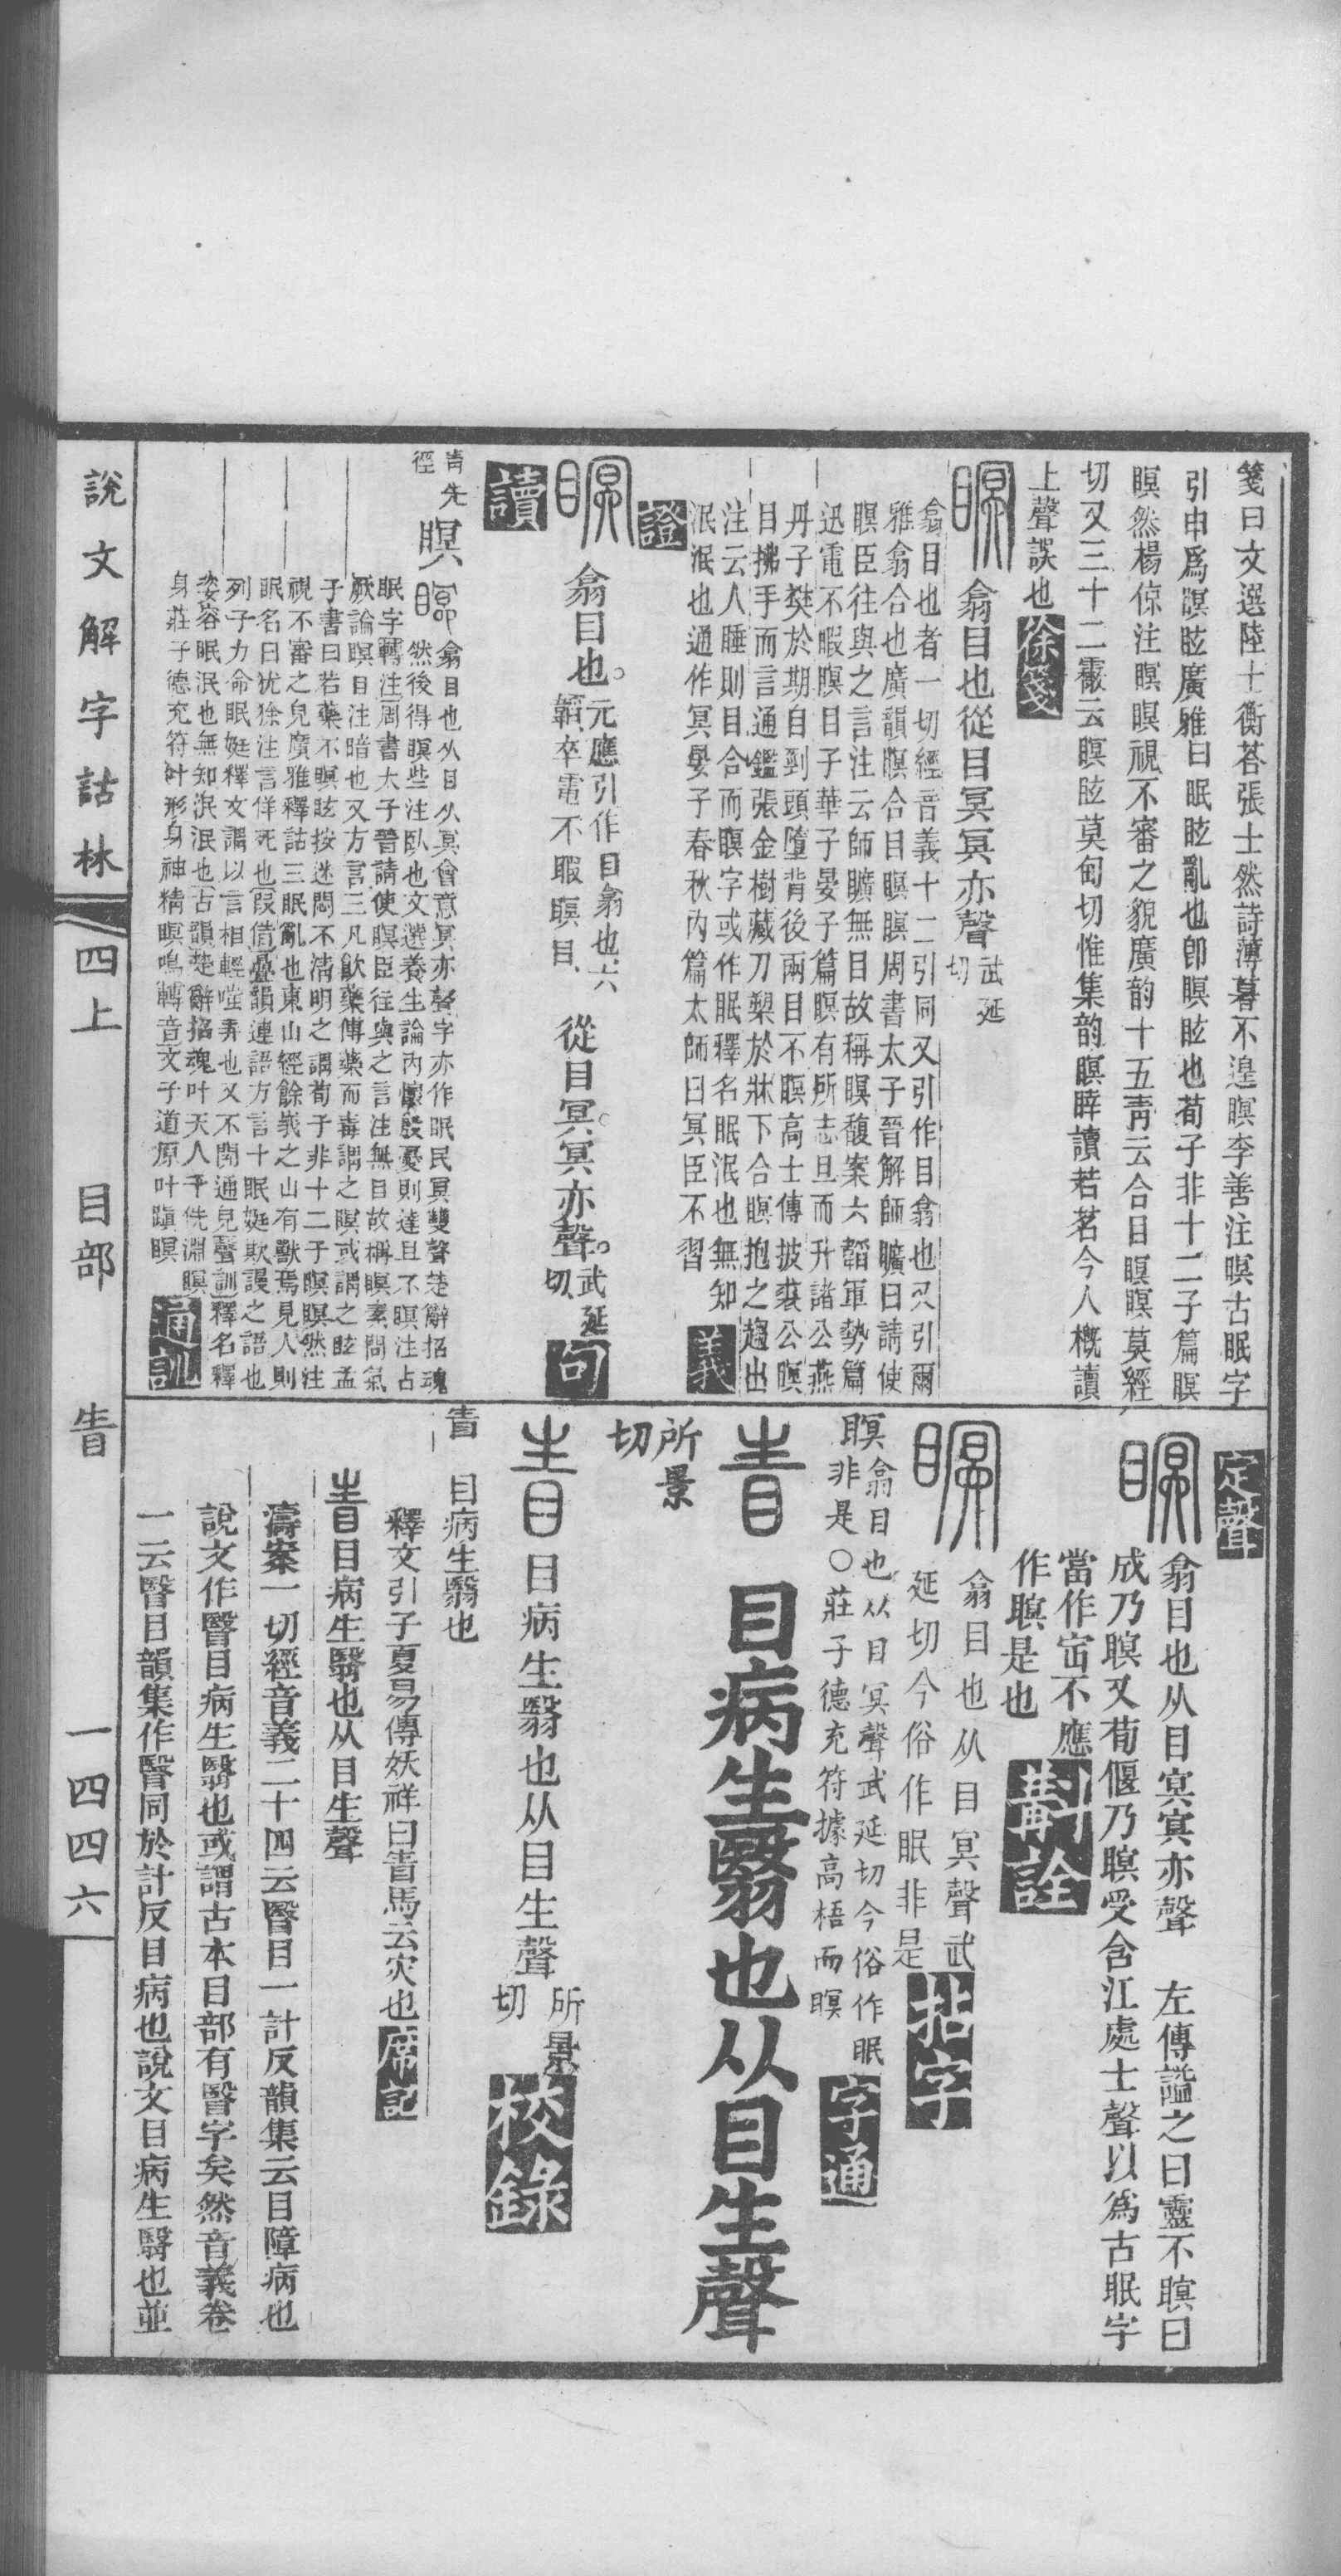 箋曰文選陸士衡荅張士然詩薄暮不遑瞑李善注瞑古眠字
引申爲瞑眩廣雅曰眠眩亂也卽瞑眩也荀子非十二子篇瞑
瞑然楊倞注瞑瞑視不審之貌廣韵十五靑云合目瞑瞑莫經
切又三十二霰云瞑眩莫甸切惟集韵瞑睟讀若茗今人槪讀
上聲誤也徐箋
翕目也從目冥冥亦聲武延切
翕目也者一切經音義十二引同又引作目翕也又引爾
雅翕合也廣韻瞑合目瞑瞑周書太子晉解師曠曰請使
瞑臣往與之言注云師曠無目故稱瞑馥案六韜軍勢篇
迅電不暇瞑目子華子晏子篇瞑有所志旦而升諸公燕
丹子樊於期自剄頭墮背後兩目不瞑高士傳披裘公瞑
目拂手而言通鑑張金樹藏刀槊於牀下合瞑抱之趨出
注云人睡則目合而瞑字或作眠釋名眠泯也無知
泯泯也通作冥晏子春秋内篇太師曰冥臣不習
義證
翕目也元應引作目翕也六韜卒電不暇瞑目從目冥冥亦聲武延切句
讀
瞑翕目也从目从冥會意冥亦聲字亦作眠民冥雙聲楚辭招魂
然後得瞑些注臥也文選養生論内懷殷憂則達旦不瞑注古
眠字轉注周書大子晉請使瞑臣往與之言注無目故稱瞑素問氣
厥論瞑目注暗也又方言三凡飮藥傅藥而毒謂之瞑或謂之眩孟
子書曰若藥不瞑眩按迷悶不淸明之謂荀子非十二子瞑瞑然注
視不審之皃廣雅釋詁三眠亂也東山經餘峩之山有獸焉見人則
眠名曰犰狳注言佯死也叚借疊韻連語方言十眠娗欺謾之語也
列子力命眠娗釋文謂以言相輕嗤弄也又不開通皃聲訓釋名釋
姿容眠泯也無知泯泯也古韻楚辭招魂叶天人千侁淵瞑
身莊子德充符叶形身神精瞑鳴轉音文子道原叶蹎瞑
通訓
定聲
翕目也从目冥冥亦聲 左傳謚之曰靈不瞑曰
成乃瞑又荀偃乃瞑受含江處士聲以爲古眠字
當作宙不應
作瞑是也斠詮
翕目也从目冥聲武
延切今俗作眠非是拈字
瞑翕目也从目冥聲武延切今俗作眠
非是○莊子德充符據高梧而瞑字通
目病生翳也从目生聲
所景切
目病生翳也从目生聲所景切校錄
眚目病生翳也
釋文引子夏易傳妖祥曰眚馬云灾也席記
目病生翳也从目生聲
濤案一切經音義二十四云瞖目一計反韻集云目障病也
說文作瞖目病生翳也或謂古本目部有瞖字矣然音義卷
一云瞖目韻集作瞖同於計反目病也說文目病生翳也並
說文解字詁林
四上
目部
眚
一四四六